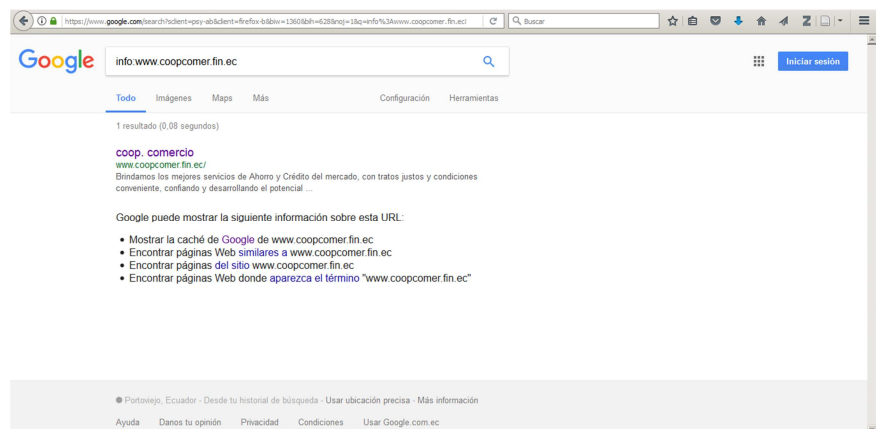 https://www.google.com/search?sclient=psy-ab&client=firefox-b&biw=1360&bih=628&noj=1&q=info%3Awww.coopcomer.fin.ec
Buscar
Google
info:www.coopcomer.fin.ec
Iniciar sesión
Todo Imágenes Maps Más Configuración Herramientas
1 resultado (0,08 segundos)
coop. comercio
www.coopcomer.fin.ec/
Brindamos los mejores servicios de Ahorro y Crédito del mercado, con tratos justos y condiciones
conveniente, confiando y desarrollando el potencial ...
Google puede mostrar la siguiente información sobre esta URL:
• Mostrar la caché de Google de www.coopcomer.fin.ec
• Encontrar páginas Web similares a www.coopcomer.fin.ec
• Encontrar páginas del sitio www.coopcomer.fin.ec
• Encontrar páginas Web donde aparezca el término "www.coopcomer.fin.ec"
Portoviejo, Ecuador - Desde tu historial de búsqueda - Usar ubicación precisa - Más información
Ayuda Danos tu opinión Privacidad Condiciones Usar Google.com.ec